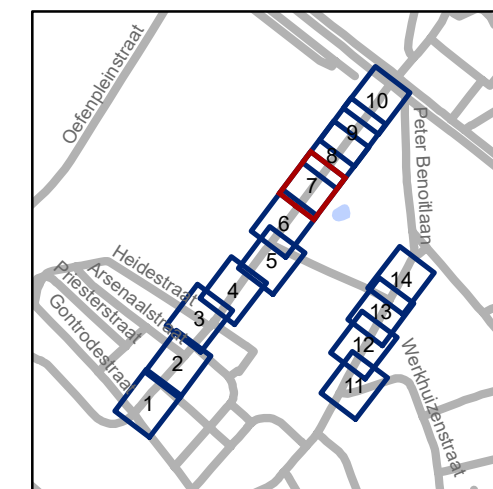 Oefenpleinstraat
10
Peter Benoitlaan
9
8
7
6
5
Heidestraat
Arsenaalstraat
Priesterstraat
Gontrodestraat
4
3
2
1
14
13
12
11
Werkhuizenstraat